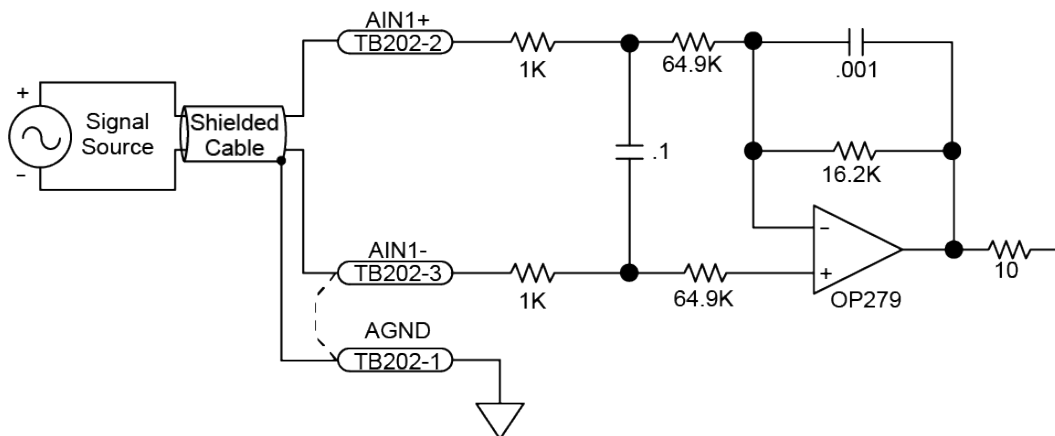 AIN1+
TB202-2
1K
64.9K
.001
+
Signal
Source
−
Shielded
Cable
.1
16.2K
AIN1-
TB202-3
1K
64.9K
-
+
OP279
10
AGND
TB202-1